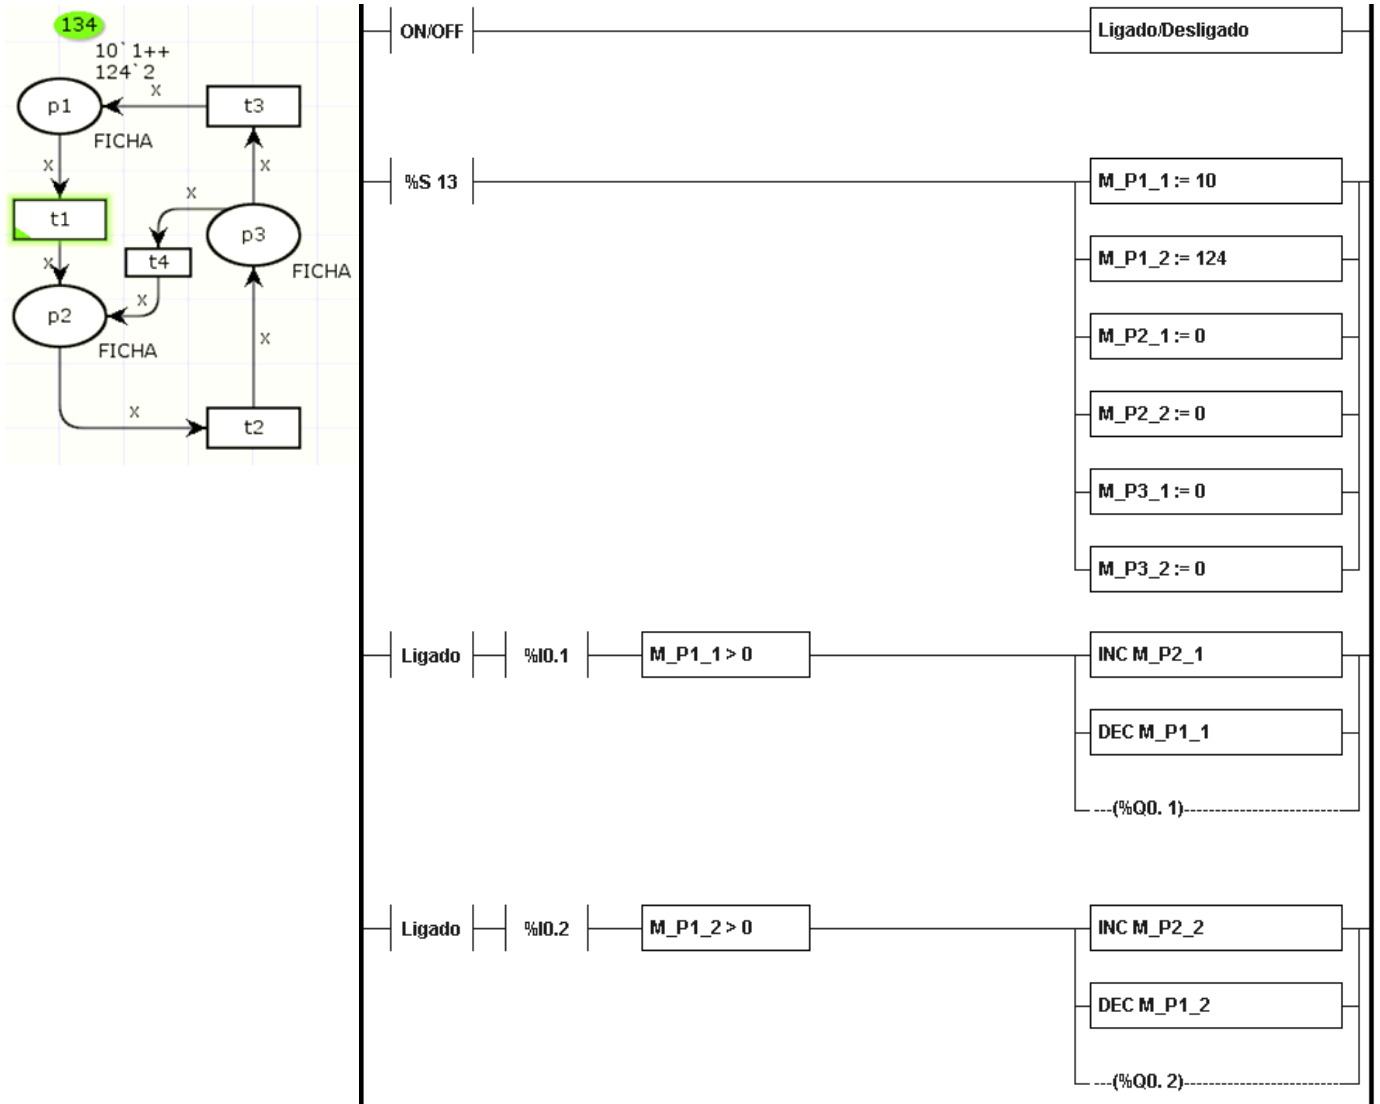 134
10`1++
124`2
x
p1
t3
FICHA
x
x
x
t1
p3
t4
FICHA
x
x
p2
x
FICHA
x
t2
ON/OFF
Ligado/Desligado
%S 13
M_P1_1 := 10
M_P1_2 := 124
M_P2_1 := 0
M_P2_2 := 0
M_P3_1 := 0
M_P3_2 := 0
Ligado %I0.1 M_P1_1 > 0 INC M_P2_1
DEC M_P1_1
---(%Q0. 1)---------------------------
Ligado %I0.2 M_P1_2 > 0 INC M_P2_2
DEC M_P1_2
---(%Q0. 2)---------------------------